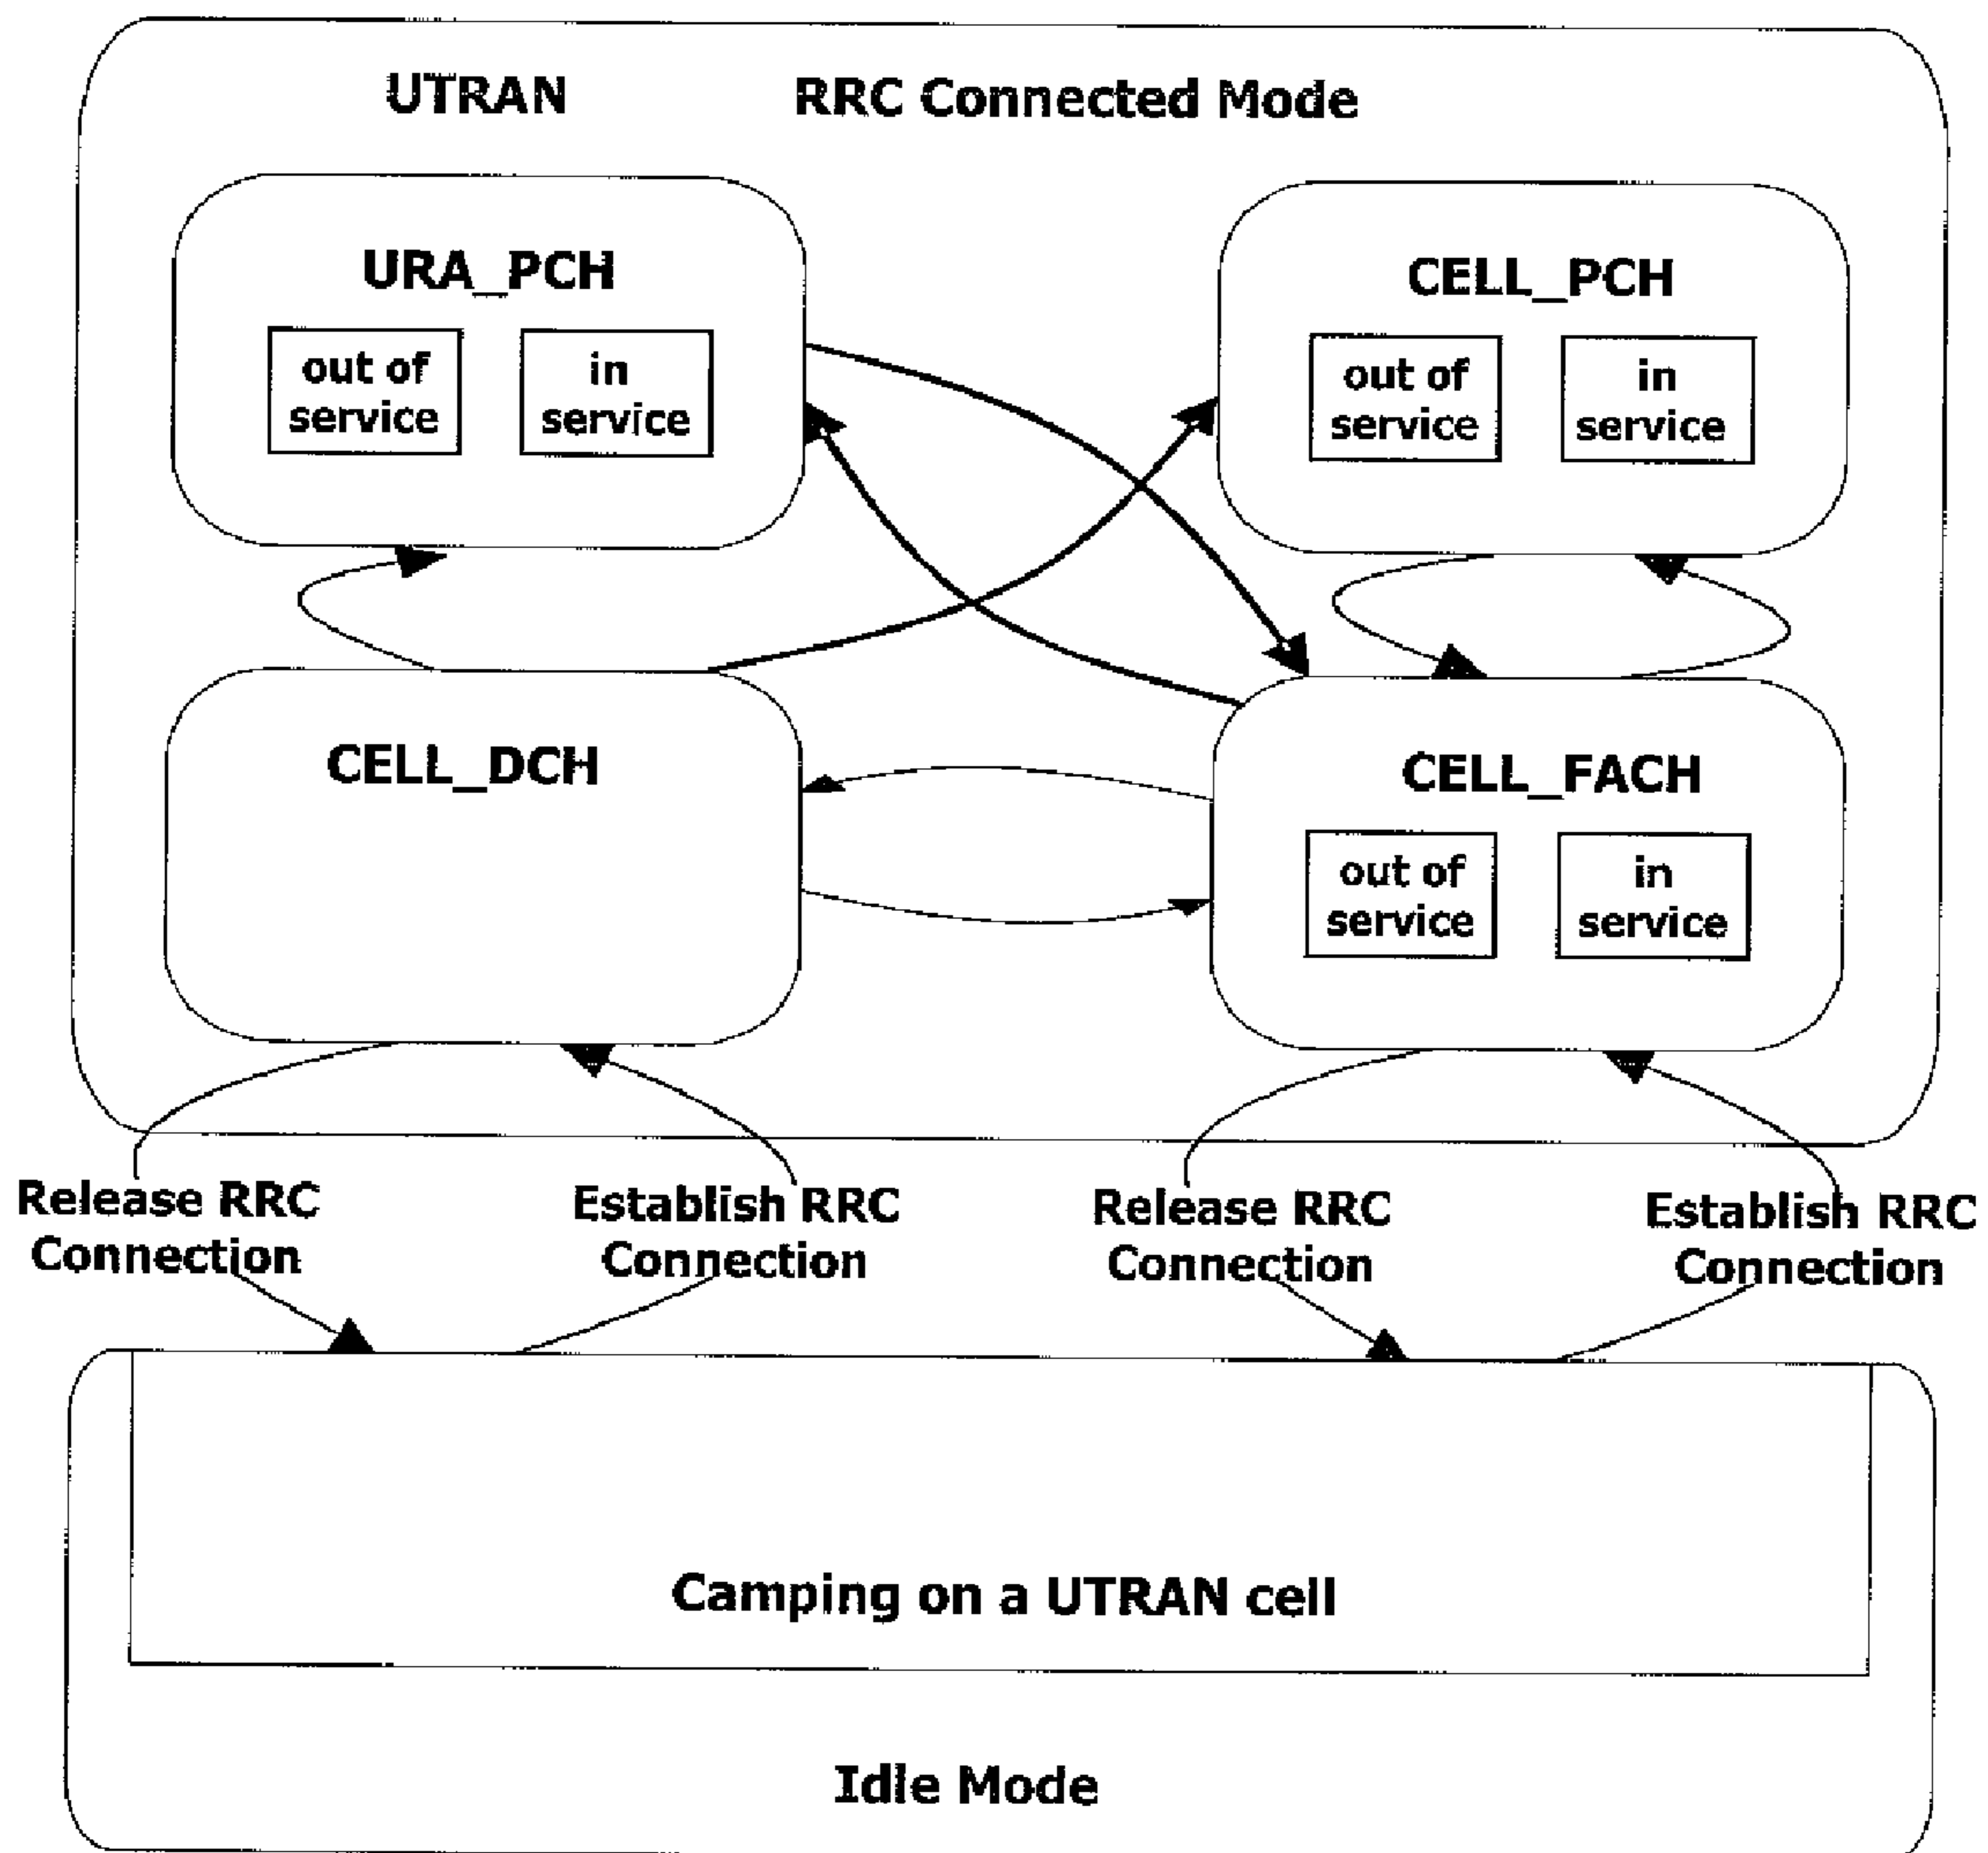 UTRAN RRC Connected Mode
URA_PCH
out of
service
in
service
CELL_PCH
out of
service
in
service
CELL_DCH
CELL_FACH
out of
service
in
service
Release RRC
Connection
Establish RRC
Connection
Release RRC
Connection
Establish RRC
Connection
Camping on a UTRAN cell
Idle Mode